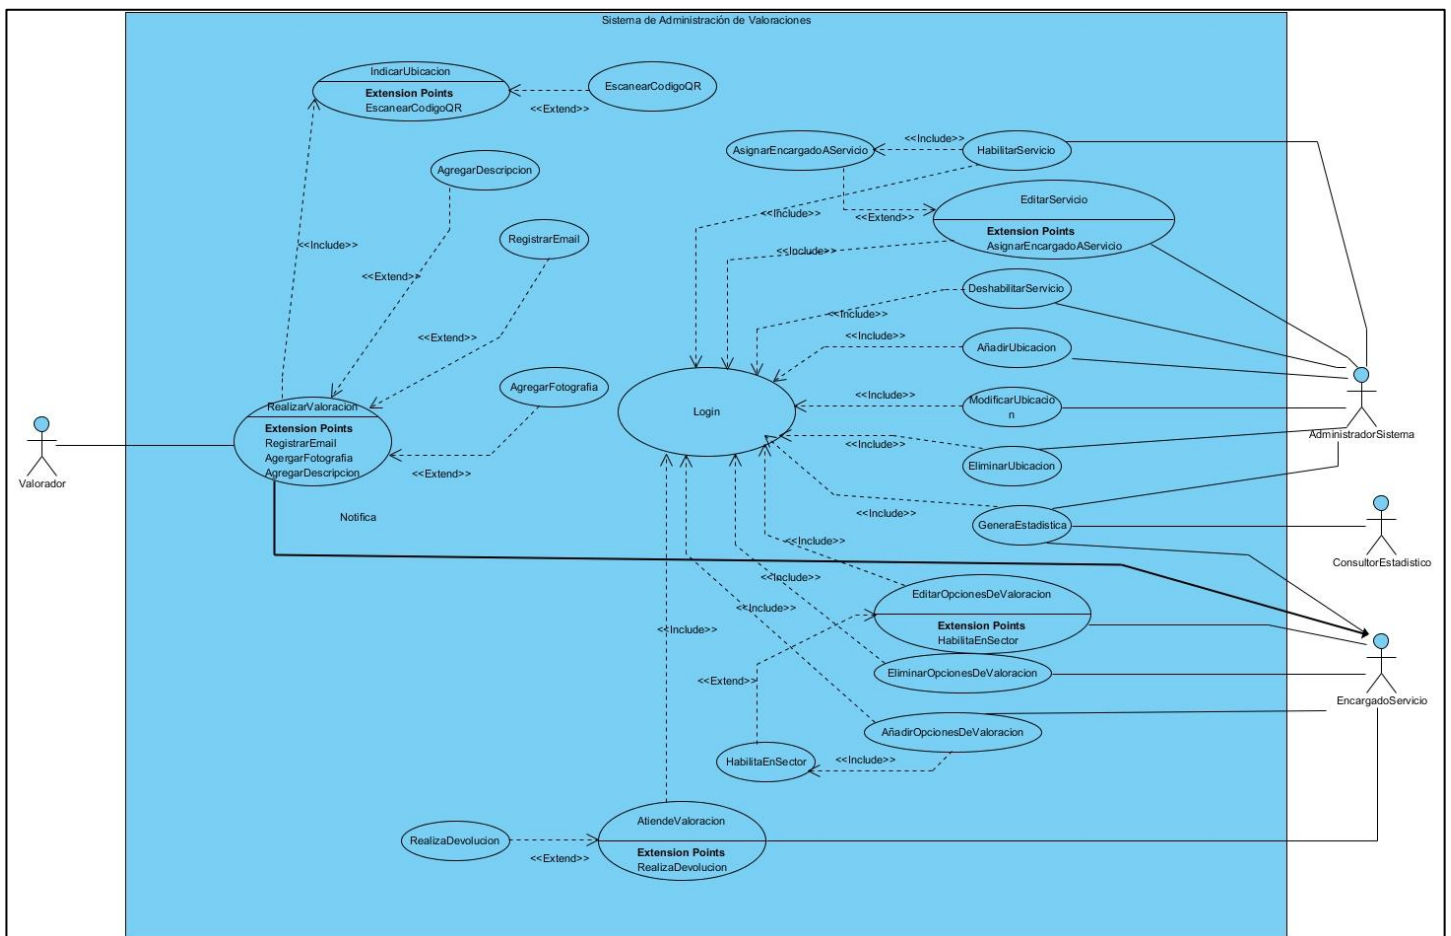 Sistema de Administración de Valoraciones
IndicarUbicacion
Extension Points
EscanearCodigoQR
<<Extend>>
EscanearCodigoQR
AgregarDescripcion
RegistrarEmail
<<Include>>
<<Extend>>
<<Extend>>
AgregarFotografia
<<Extend>>
RealizarValoracion
Extension Points
RegistrarEmail
AgergarFotografia
AgregarDescripcion
Valorador
Notifica
AsignarEncargadoAServicio
<<Include>>
HabilitarServicio
<<Include>>
<<Extend>>
EditarServicio
Extension Points
AsignarEncargadoAServicio
<<Include>>
DeshabilitarServicio
<<Include>>
AñadirUbicacion
<<Include>>
Login
ModificarUbicacio
n
<<Include>>
EliminarUbicacion
<<Include>>
GeneraEstadistica
<<Include>>
AdministradorSistema
ConsultorEstadistico
<<Include>>
EditarOpcionesDeValoracion
Extension Points
HabilitaEnSector
<<Include>>
<<Include>>
<<Include>>
EliminarOpcionesDeValoracion
<<Extend>>
EncargadoServicio
AñadirOpcionesDeValoracion
HabilitaEnSector
<<Include>>
AtiendeValoracion
Extension Points
RealizaDevolucion
RealizaDevolucion
<<Extend>>